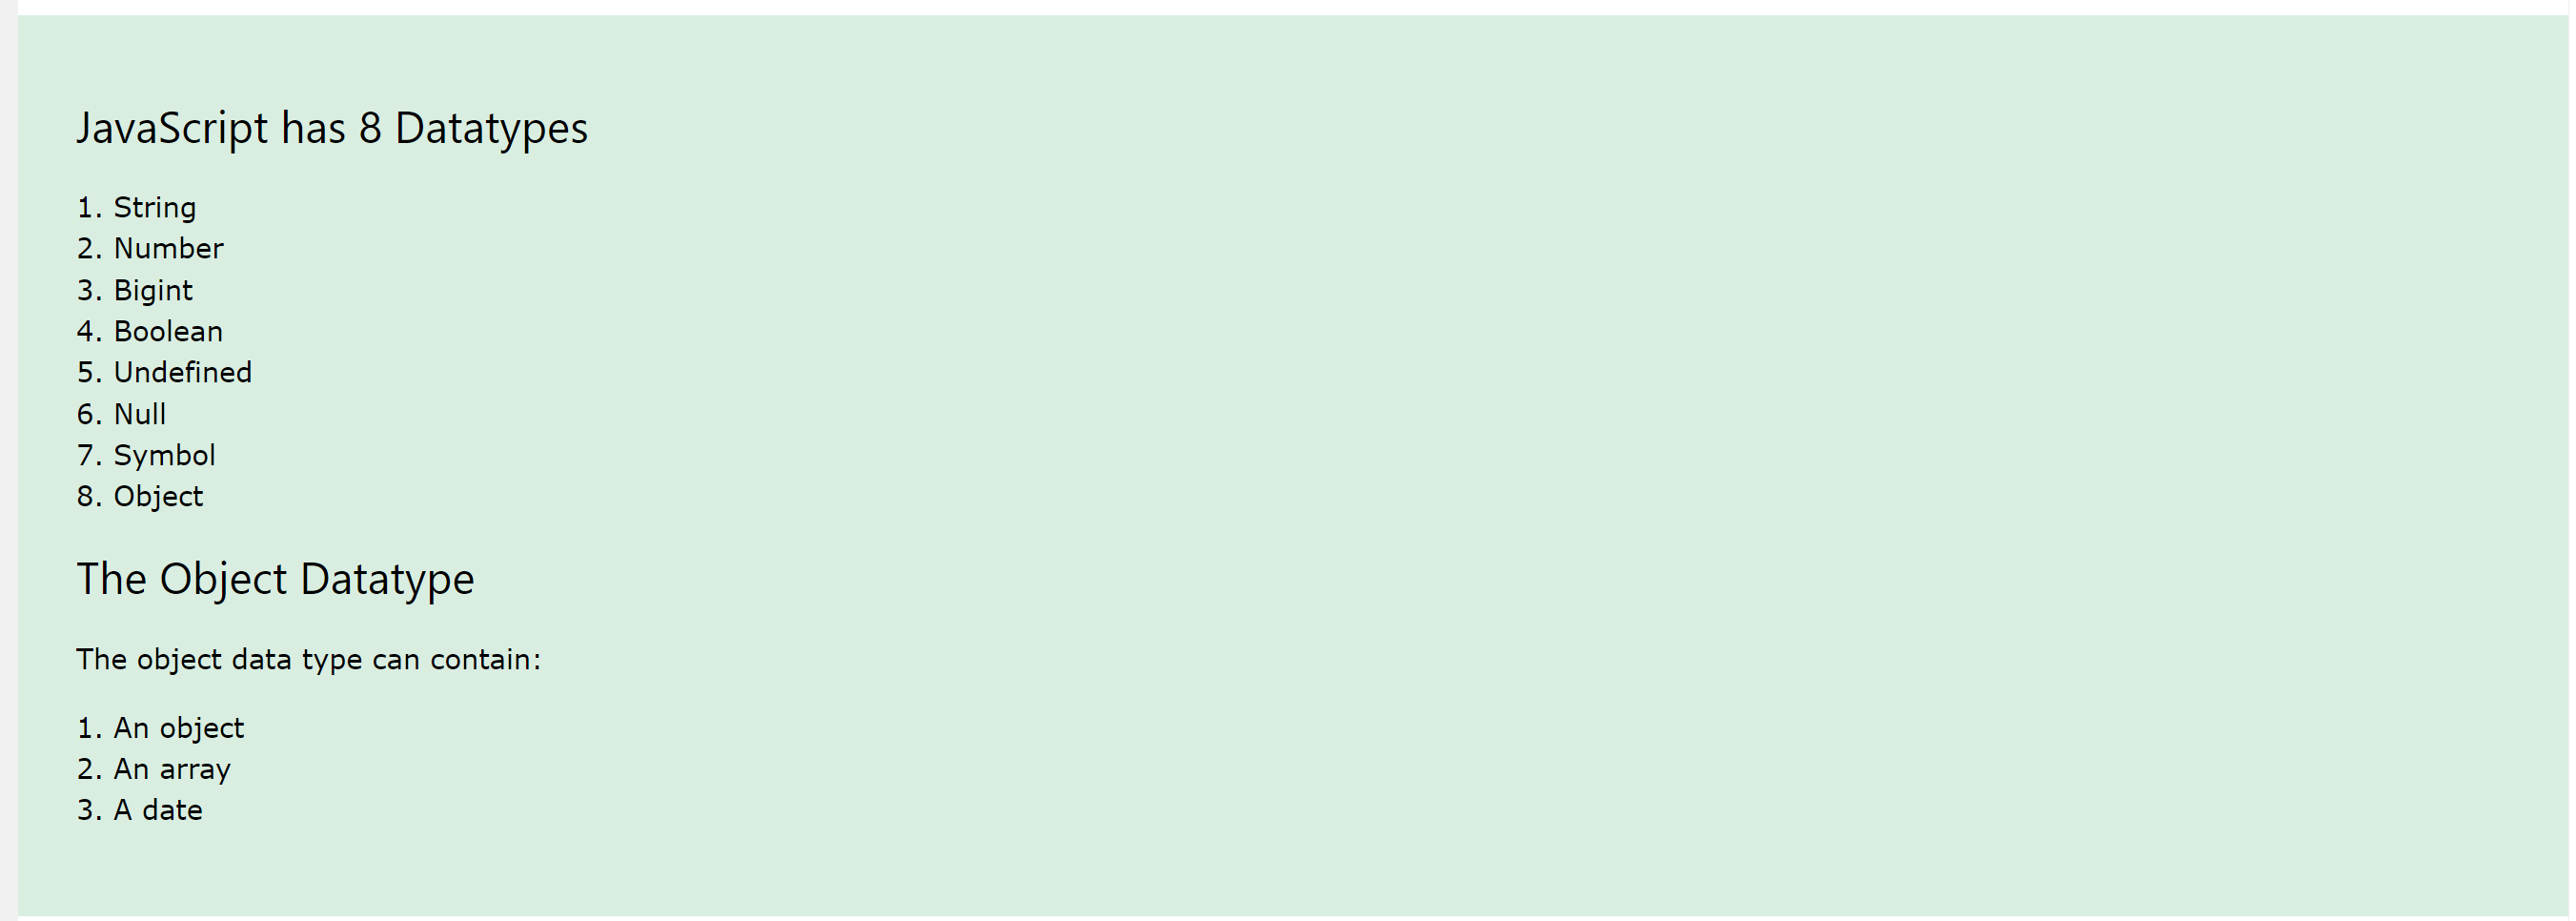 JavaScript has 8 Datatypes
1. String
2. Number
3. Bigint
4. Boolean
5. Undefined
6. Null
7. Symbol
8. Object
The Object Datatype
The object data type can contain:
1. An object
2. An array
3. A date